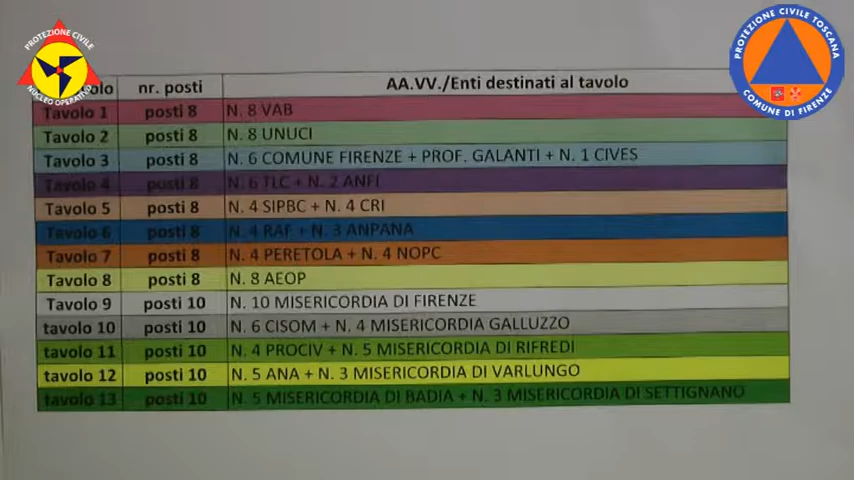 PROTEZIONE CIVILE
NUCLEO OPERATIVO
PROTEZIONE CIVILE TOSCANA
COMUNE DI FIRENZE
nr. posti AA.VV./Enti destinati al tavolo
Tavolo 1 posti 8 N. 8 VAB
Tavolo 2 posti 8 N. 8 UNUCI
Tavolo 3 posti 8 N. 6 COMUNE FIRENZE + PROF. GALANTI + N. 1 CIVES
Tavolo 4 posti 8 N. 6 TLC + N. 2 ANFI
Tavolo 5 posti 8 N. 4 SIPBC + N. 4 CRI
Tavolo 6 posti 8 N. 4 RAF + N. 3 ANPANA
Tavolo 7 posti 8 N. 4 PERETOLA + N. 4 NOPC
Tavolo 8 posti 8 N. 8 AEOP
Tavolo 9 posti 10 N. 10 MISERICORDIA DI FIRENZE
tavolo 10 posti 10 N. 6 CISOM + N. 4 MISERICORDIA GALLUZZO
tavolo 11 posti 10 N. 4 PROCIV + N. 5 MISERICORDIA DI RIFREDI
tavolo 12 posti 10 N. 5 ANA + N. 3 MISERICORDIA DI VARLUNGO
tavolo 13 posti 10 N. 5 MISERICORDIA DI BADIA + N. 3 MISERICORDIA DI SETTIGNANO